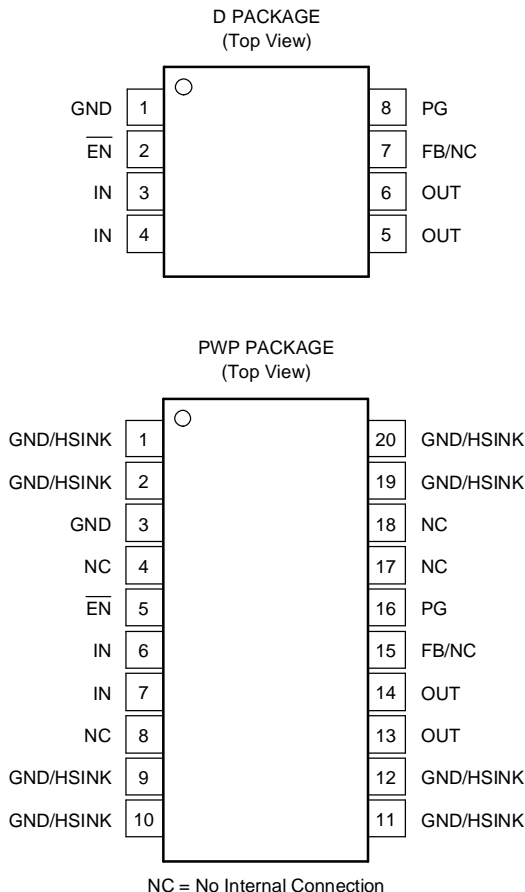 D PACKAGE
(Top View)
GND 1 8 PG
EN 2 7 FB/NC
IN 3 6 OUT
IN 4 5 OUT
PWP PACKAGE
(Top View)
GND/HSINK 1 20 GND/HSINK
GND/HSINK 2 19 GND/HSINK
GND 3 18 NC
NC 4 17 NC
EN 5 16 PG
IN 6 15 FB/NC
IN 7 14 OUT
NC 8 13 OUT
GND/HSINK 9 12 GND/HSINK
GND/HSINK 10 11 GND/HSINK
NC = No Internal Connection